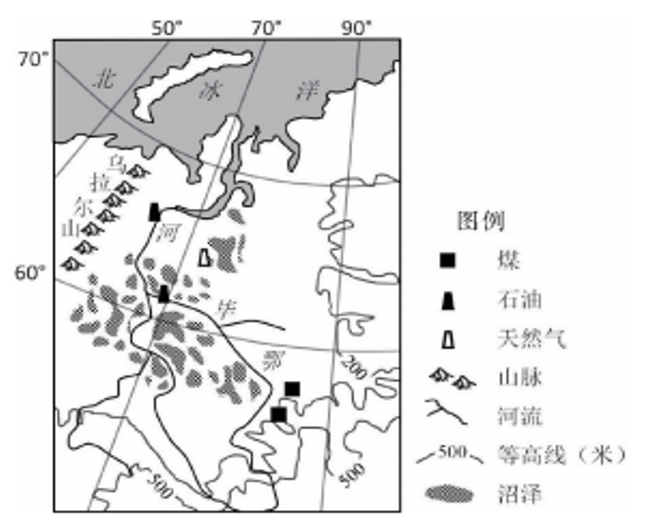 50° 70° 90°
70°
60°
北 冰 洋
乌
拉
尔
山
河
毕
鄂
200
500
500
图例
煤
石油
天然气
山脉
河流
500 等高线（米）
沼泽